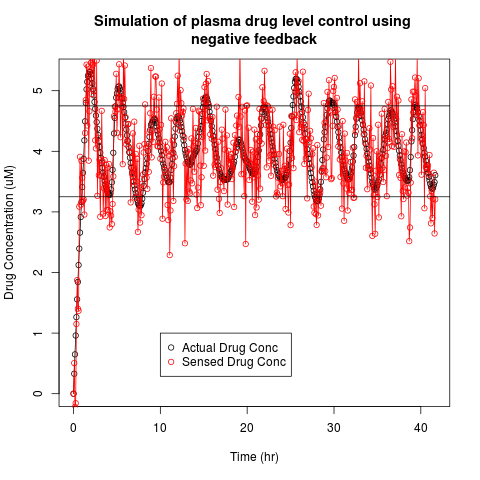 Simulation of plasma drug level control using
negative feedback
Drug Concentration (uM)
5
4
3
2
1
0
Actual Drug Conc
Sensed Drug Conc
0
10
20
30
40
Time (hr)